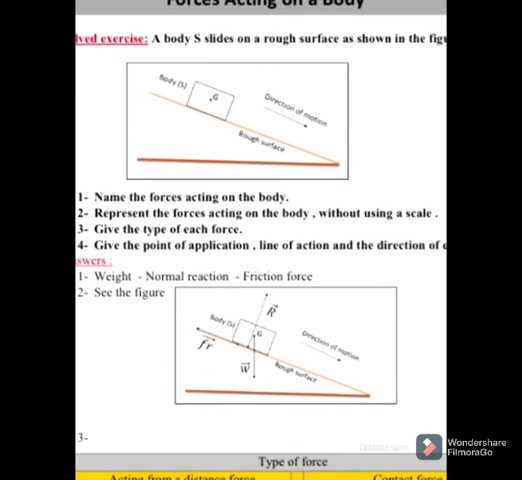 Forces Acting on a Body
lved exercise: A body S slides on a rough surface as shown in the figu
Body (S)
G
Direction of motion
Rough surface
1- Name the forces acting on the body.
2- Represent the forces acting on the body , without using a scale .
3- Give the type of each force.
4- Give the point of application , line of action and the direction of
swers :
1- Weight - Normal reaction - Friction force
2- See the figure
R
Body (S)
G
Direction of motion
fr
W
Rough surface
3-
Wondershare
FilmoraGo
Type of force
Acting from a distance force
Contact force